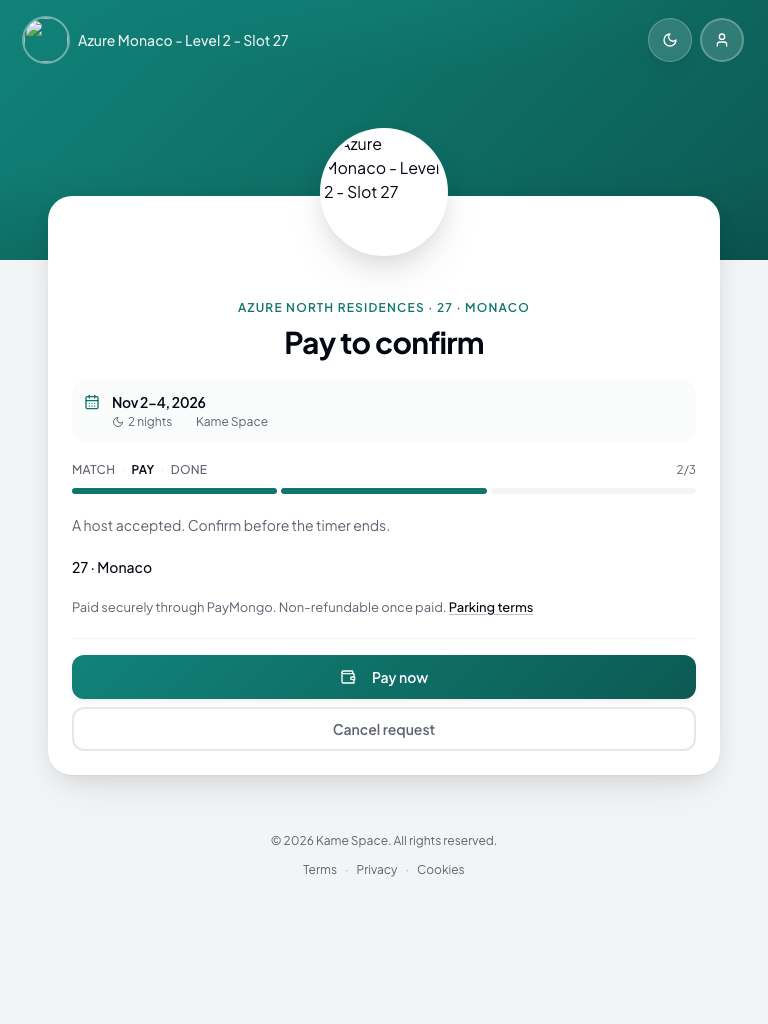 Azure Monaco - Level 2 - Slot 27
Azure
Monaco - Level
2 - Slot 27
AZURE NORTH RESIDENCES · 27 · MONACO
Pay to confirm
Nov 2–4, 2026
2 nights Kame Space
MATCH · PAY · DONE 2/3
A host accepted. Confirm before the timer ends.
27 · Monaco
Paid securely through PayMongo. Non-refundable once paid. Parking terms
Pay now
Cancel request
© 2026 Kame Space. All rights reserved.
Terms · Privacy · Cookies